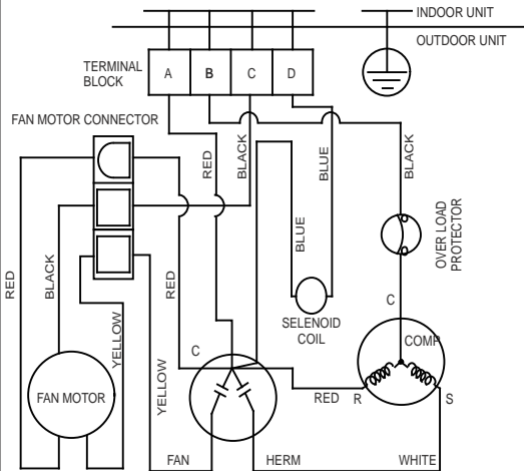 INDOOR UNIT
OUTDOOR UNIT
TERMINAL
BLOCK
A
B
C
D
FAN MOTOR CONNECTOR
RED
BLACK
BLUE
BLACK
OVER LOAD
PROTECTOR
RED
BLACK
RED
BLUE
SELENOID
COIL
C
COMP
YELLOW
YELLOW
C
FAN MOTOR
RED
R
S
FAN
HERM
WHITE